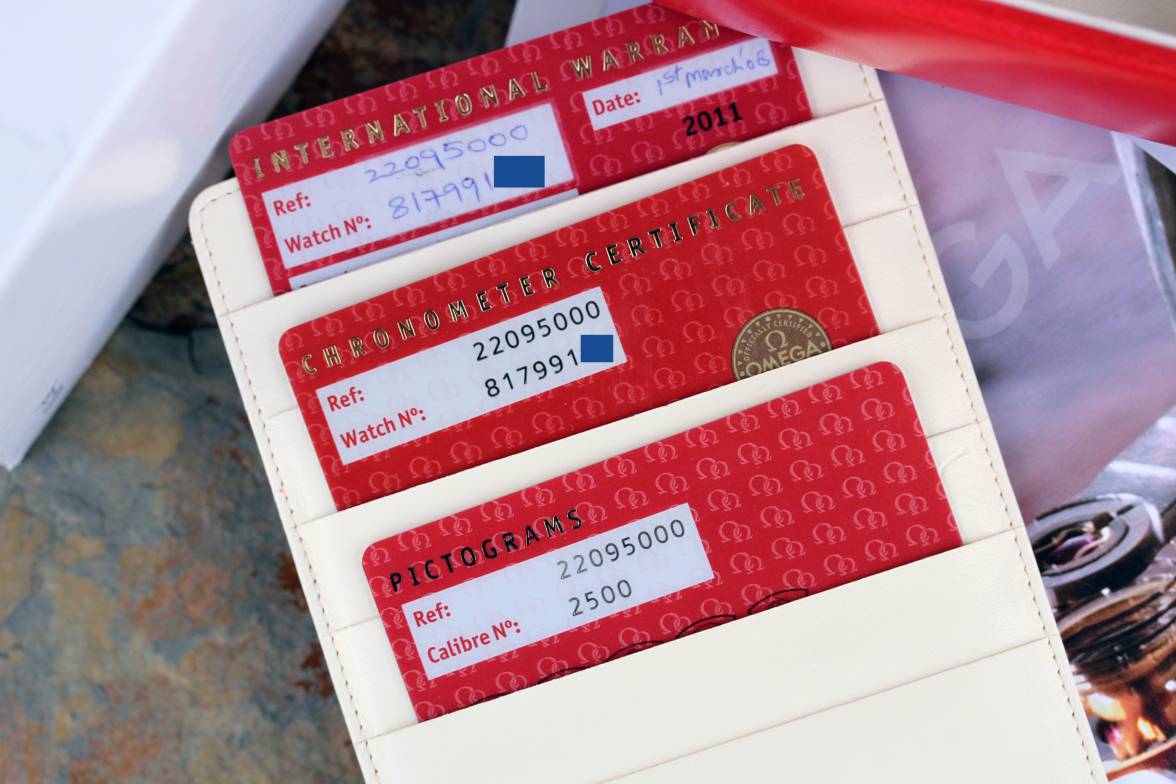 INTERNATIONAL WARRAN
Date: 1st march'08
2011
Ref: 22095000
Watch Nº: 817991
CHRONOMETER CERTIFICATE
Ref: 22095000
Watch Nº: 817991
OFFICIALLY CERTIFIED
OMEGA
PICTOGRAMS
Ref: 22095000
Calibre Nº: 2500
GA